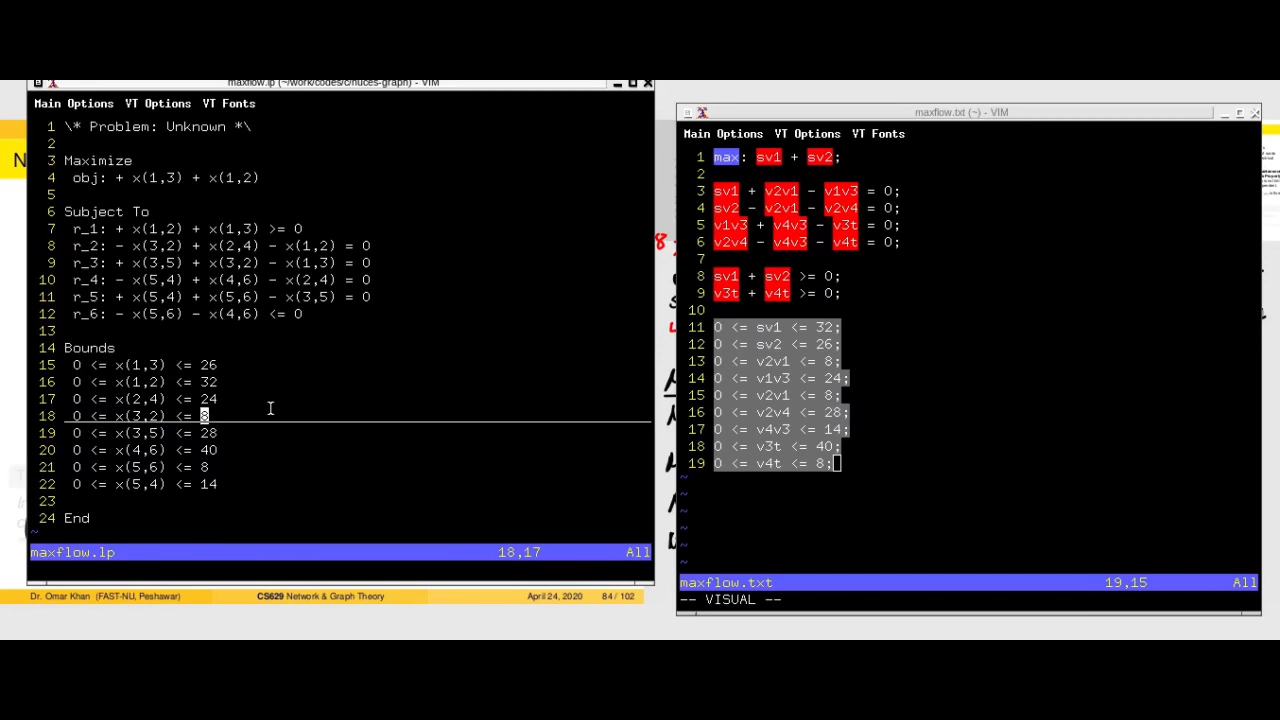 maxflow.lp (~/work/codes/c/nuces-graph) - VIM
Main Options VT Options VT Fonts
1 \* Problem: Unknown *\
2
3 Maximize
4 obj: + x(1,3) + x(1,2)
5
6 Subject To
7 r_1: + x(1,2) + x(1,3) >= 0
8 r_2: - x(3,2) + x(2,4) - x(1,2) = 0
9 r_3: + x(3,5) + x(3,2) - x(1,3) = 0
10 r_4: - x(5,4) + x(4,6) - x(2,4) = 0
11 r_5: + x(5,4) + x(5,6) - x(3,5) = 0
12 r_6: - x(5,6) - x(4,6) <= 0
13
14 Bounds
15 0 <= x(1,3) <= 26
16 0 <= x(1,2) <= 32
17 0 <= x(2,4) <= 24
18 0 <= x(3,2) <= 8
19 0 <= x(3,5) <= 28
20 0 <= x(4,6) <= 40
21 0 <= x(5,6) <= 8
22 0 <= x(5,4) <= 14
23
24 End
~
maxflow.lp 18,17 All
Dr. Omar Khan (FAST-NU, Peshawar) CS629 Network & Graph Theory April 24, 2020 84 / 102
maxflow.txt (~) - VIM
Main Options VT Options VT Fonts
1 max: sv1 + sv2;
2
3 sv1 + v2v1 - v1v3 = 0;
4 sv2 - v2v1 - v2v4 = 0;
5 v1v3 + v4v3 - v3t = 0;
6 v2v4 - v4v3 - v4t = 0;
7
8 sv1 + sv2 >= 0;
9 v3t + v4t >= 0;
10
11 0 <= sv1 <= 32;
12 0 <= sv2 <= 26;
13 0 <= v2v1 <= 8;
14 0 <= v1v3 <= 24;
15 0 <= v2v1 <= 8;
16 0 <= v2v4 <= 28;
17 0 <= v4v3 <= 14;
18 0 <= v3t <= 40;
19 0 <= v4t <= 8;
~
~
~
~
~
~
maxflow.txt 19,15 All
-- VISUAL --